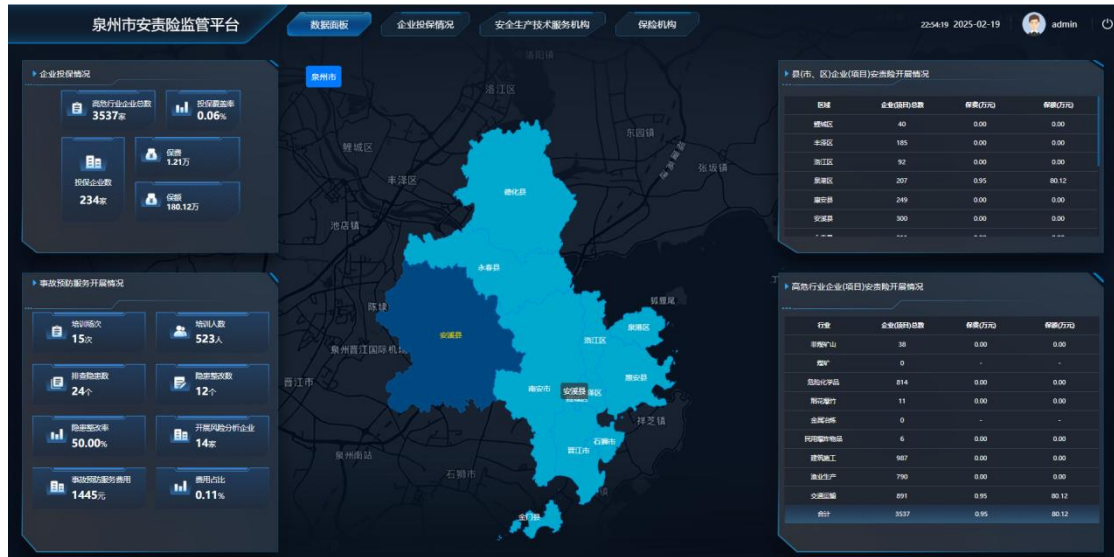 泉州市安责险监管平台
数据面板 企业投保情况 安全生产技术服务机构 保险机构
22:54:19 2025-02-19 admin
企业投保情况
高危行业企业总数
3537家
投保覆盖率
0.06%
投保企业数
234家
保费
1.21万
保额
180.12万
事故预防服务开展情况
培训场次
15次
培训人数
523人
排查隐患数
24个
隐患整改数
12个
隐患整改率
50.00%
开展风险分析企业
14家
事故预防服务费用
1445元
费用占比
0.11%
泉州市
洛阳镇
洛江区
鲤城区
东园镇
张坂镇
丰泽区
池店镇
德化县
永春县
陈埭
安溪县
泉州晋江国际机
狐狸尾
泉港区
洛江区
惠安县
晋江市
南安市
安溪县
泽区
祥芝镇
石狮市
晋江市
泉州南站
石狮市
镇
金门县
县(市、区)企业(项目)安责险开展情况
区域 企业(项目)总数 保费(万元) 保额(万元)
鲤城区 40 0.00 0.00
丰泽区 185 0.00 0.00
洛江区 92 0.00 0.00
泉港区 207 0.95 80.12
惠安县 249 0.00 0.00
安溪县 300 0.00 0.00
高危行业企业(项目)安责险开展情况
行业 企业(项目)总数 保费(万元) 保额(万元)
非煤矿山 38 0.00 0.00
煤矿 0 - -
危险化学品 814 0.00 0.00
烟花爆竹 11 0.00 0.00
金属冶炼 0 - -
民用爆炸物品 6 0.00 0.00
建筑施工 987 0.00 0.00
渔业生产 790 0.00 0.00
交通运输 891 0.95 80.12
合计 3537 0.95 80.12